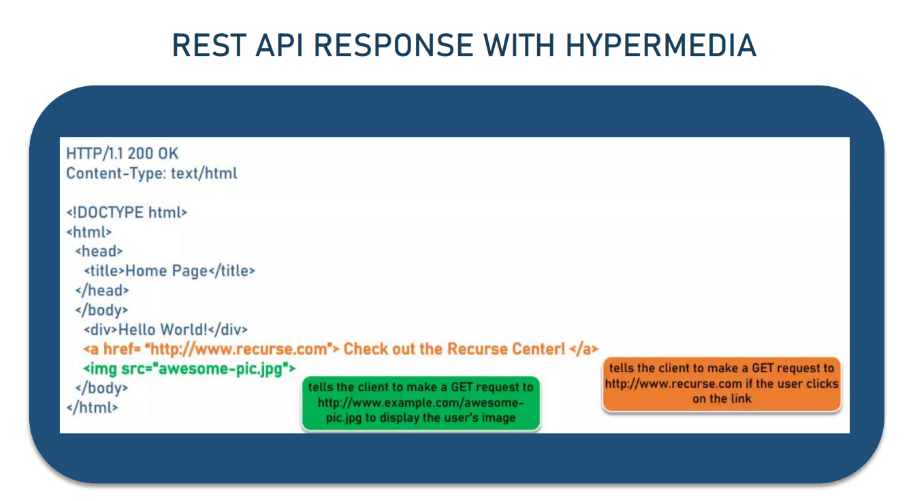 REST API RESPONSE WITH HYPERMEDIA
HTTP/1.1 200 OK
Content-Type: text/html
<!DOCTYPE html>
<html>
<head>
<title>Home Page</title>
</head>
</body>
<div>Hello World!</div>
<a href= “http://www.recurse.com”> Check out the Recurse Center! </a>
<img src="awesome-pic.jpg">
</body>
</html>
tells the client to make a GET request to
http://www.example.com/awesome-
pic.jpg to display the user's image
tells the client to make a GET request to
http://www.recurse.com if the user clicks
on the link